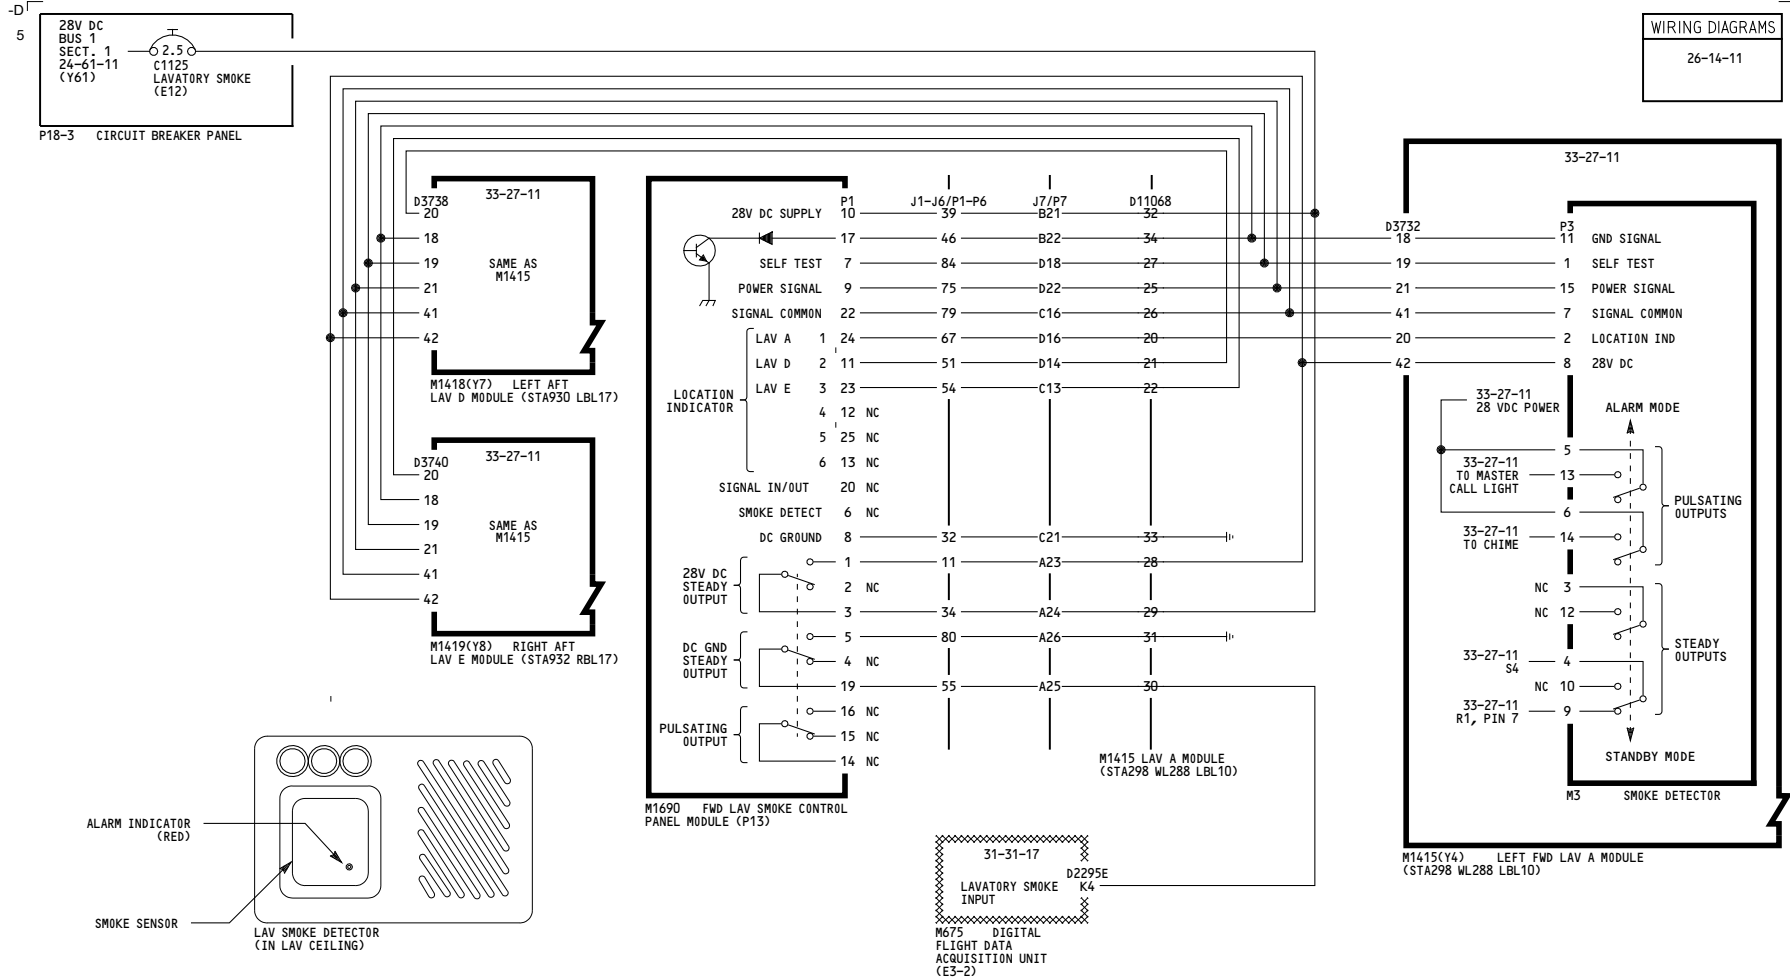 -D
5
28V DC
BUS 1
SECT. 1
24-61-11
(Y61)
2.5
C1125
LAVATORY SMOKE
(E12)
P18-3 CIRCUIT BREAKER PANEL
WIRING DIAGRAMS
26-14-11
D3738
33-27-11
20
18
19
21
41
42
SAME AS
M1415
M1418(Y7) LEFT AFT
LAV D MODULE (STA930 LBL17)
D3740
33-27-11
20
18
19
21
41
42
SAME AS
M1415
M1419(Y8) RIGHT AFT
LAV E MODULE (STA932 RBL17)
P1 J1-J6/P1-P6 J7/P7 D11068
28V DC SUPPLY 10 39 B21 32
17 46 B22 34
SELF TEST 7 84 D18 27
POWER SIGNAL 9 75 D22 25
SIGNAL COMMON 22 79 C16 26
LAV A 1 24 67 D16 20
LAV D 2 11 51 D14 21
LAV E 3 23 54 C13 22
LOCATION
INDICATOR
4 12 NC
5 25 NC
6 13 NC
SIGNAL IN/OUT 20 NC
SMOKE DETECT 6 NC
DC GROUND 8 32 C21 33
28V DC
STEADY
OUTPUT
1 11 A23 28
2 NC
3 34 A24 29
DC GND
STEADY
OUTPUT
5 80 A26 31
4 NC
19 55 A25 30
PULSATING
OUTPUT
16 NC
15 NC
14 NC
M1690 FWD LAV SMOKE CONTROL
PANEL MODULE (P13)
M1415 LAV A MODULE
(STA298 WL288 LBL10)
33-27-11
D3732 P3
18 11 GND SIGNAL
19 1 SELF TEST
21 15 POWER SIGNAL
41 7 SIGNAL COMMON
20 2 LOCATION IND
42 8 28V DC
33-27-11
28 VDC POWER
ALARM MODE
5
33-27-11
TO MASTER
CALL LIGHT
13
6
33-27-11
TO CHIME
14
PULSATING
OUTPUTS
NC 3
NC 12
33-27-11
S4
4
NC 10
33-27-11
R1, PIN 7
9
STEADY
OUTPUTS
STANDBY MODE
M3 SMOKE DETECTOR
M1415(Y4) LEFT FWD LAV A MODULE
(STA298 WL288 LBL10)
ALARM INDICATOR
(RED)
SMOKE SENSOR
LAV SMOKE DETECTOR
(IN LAV CEILING)
31-31-17
D2295E
LAVATORY SMOKE K4
INPUT
M675 DIGITAL
FLIGHT DATA
ACQUISITION UNIT
(E3-2)